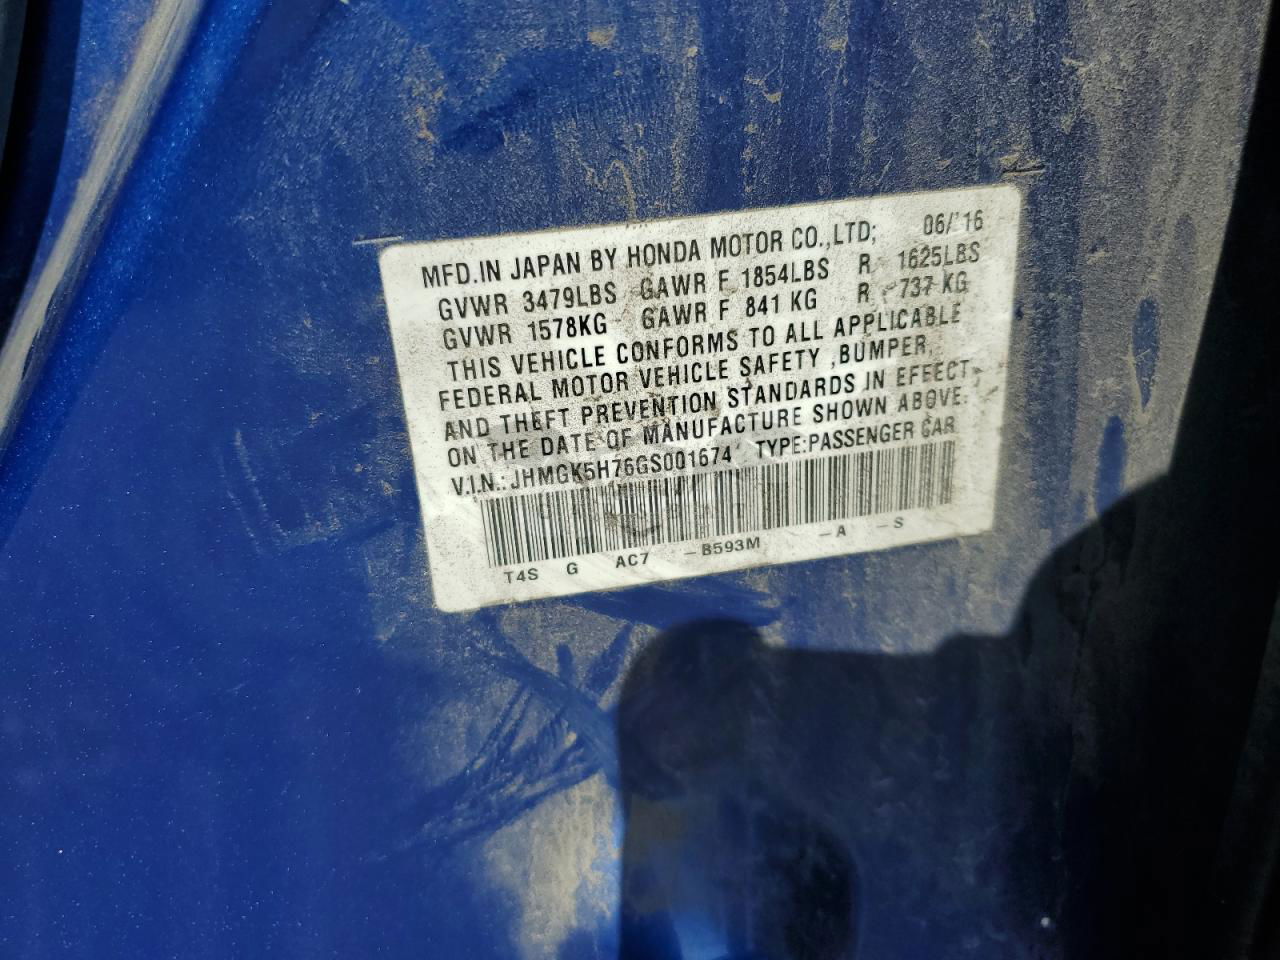 MFD.IN JAPAN BY HONDA MOTOR CO.,LTD; 06/'16
GVWR 3479LBS GAWR F 1854LBS R 1625LBS
GVWR 1578KG GAWR F 841 KG R 737 KG
THIS VEHICLE CONFORMS TO ALL APPLICABLE
FEDERAL MOTOR VEHICLE SAFETY ,BUMPER,
AND THEFT PREVENTION STANDARDS IN EFFECT
ON THE DATE OF MANUFACTURE SHOWN ABOVE.
V.I.N.:JHMGK5H76GS001674 TYPE:PASSENGER CAR
T4S G AC7 -B593M -A -S